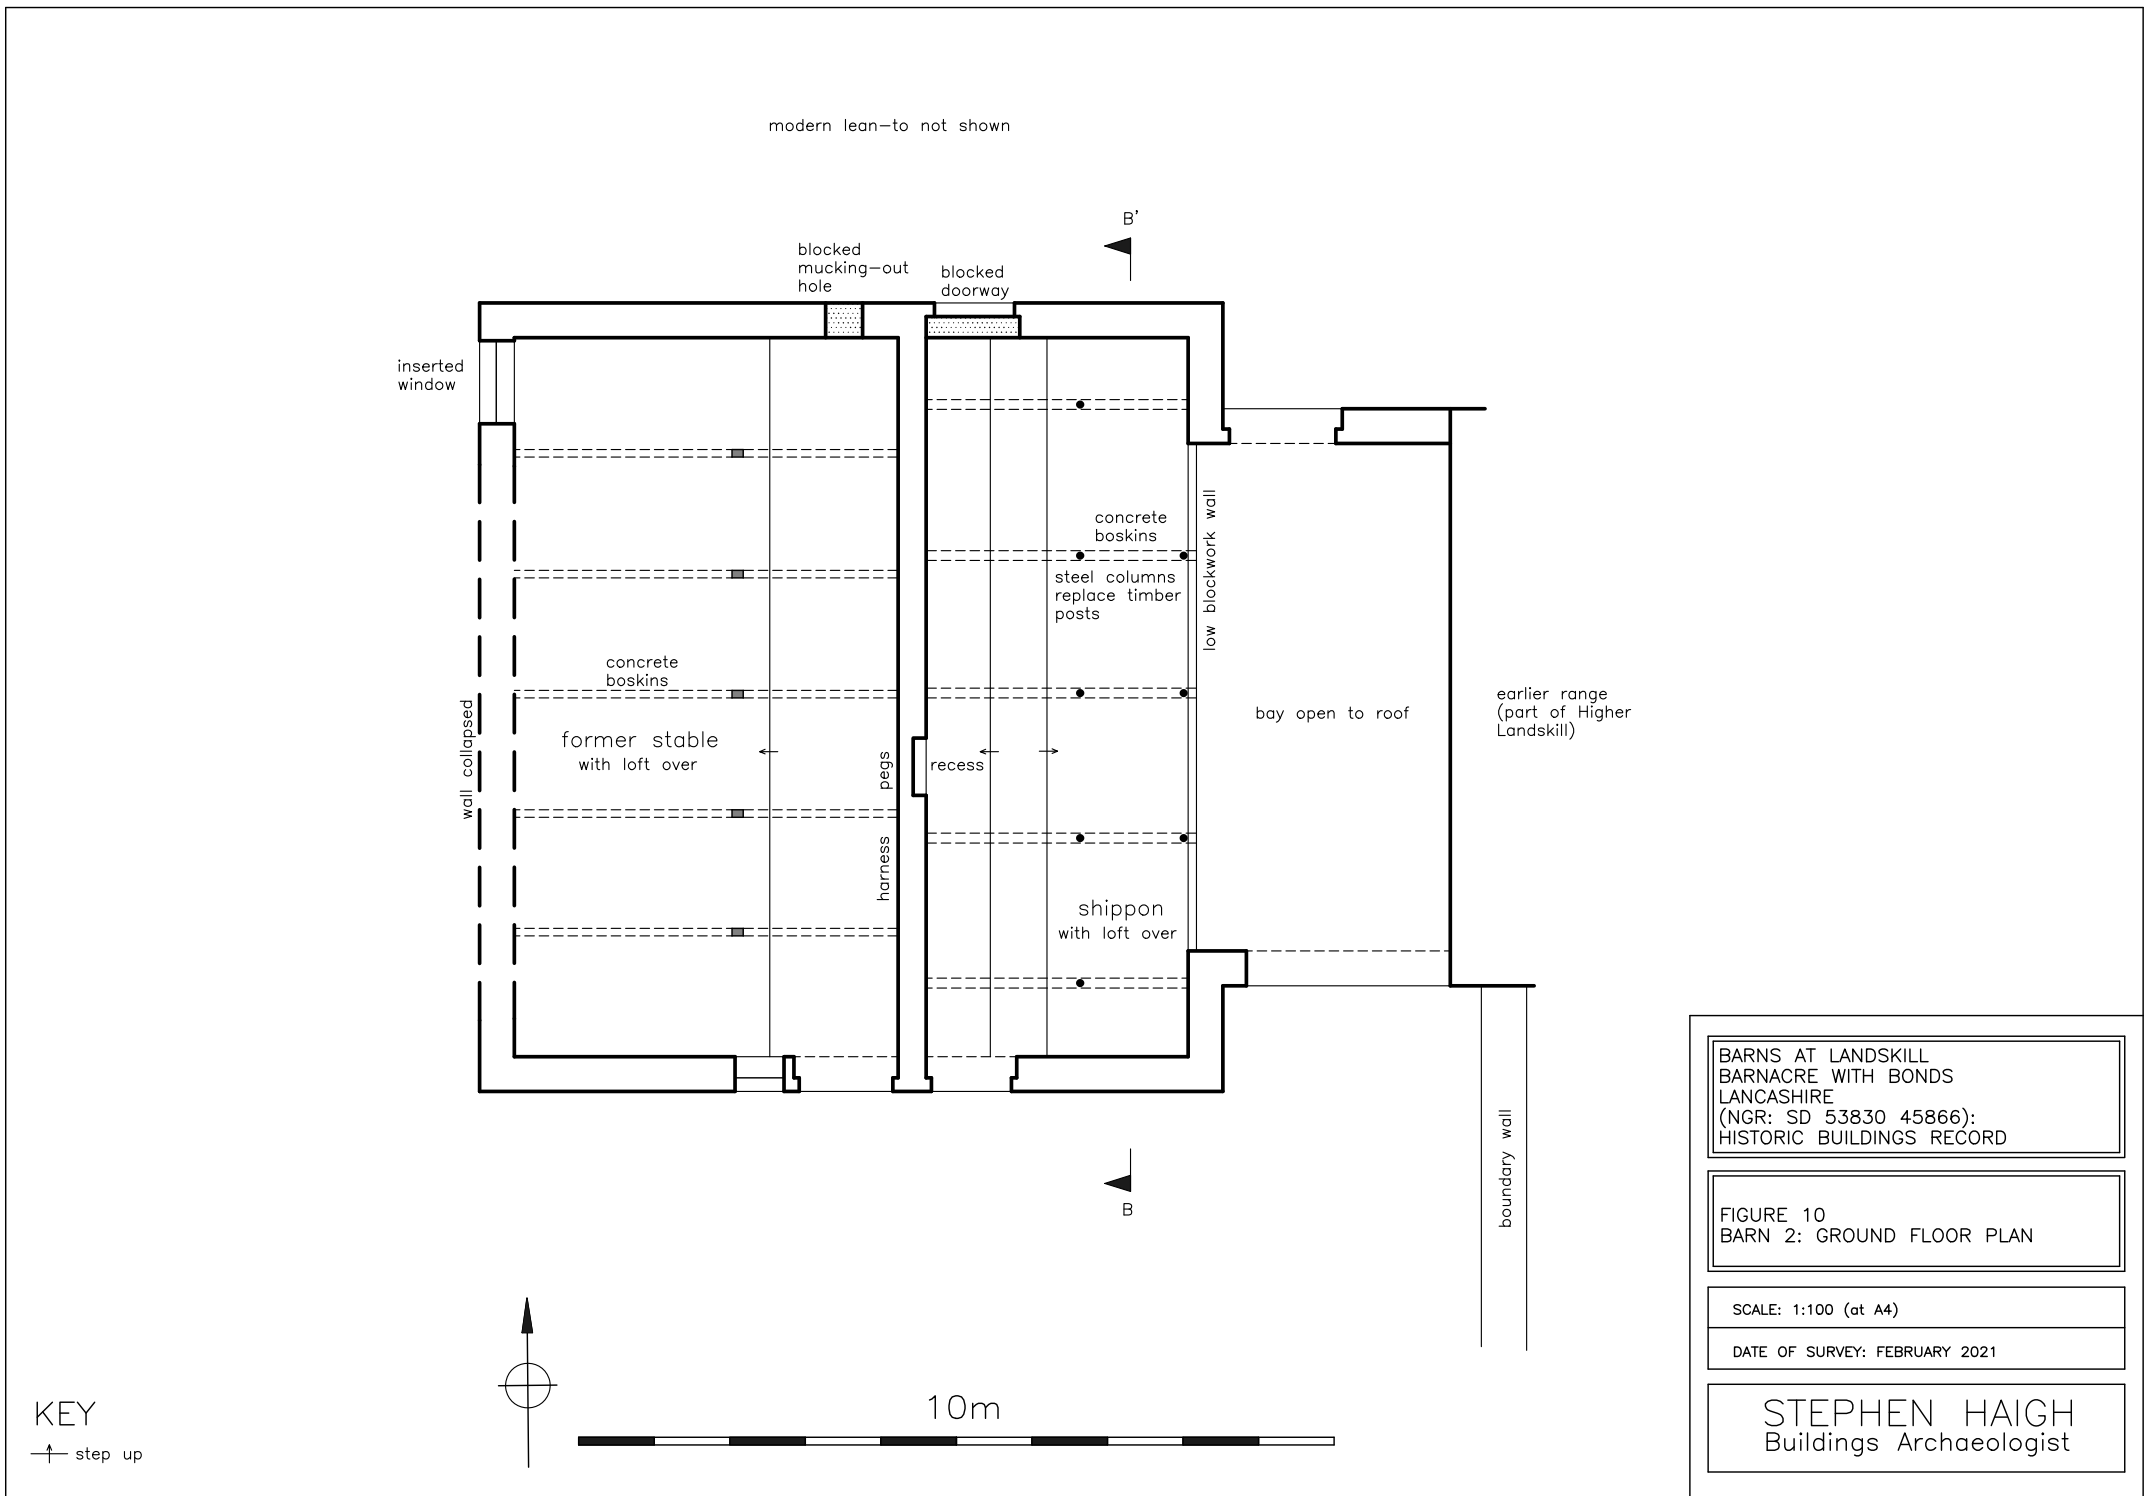 modern lean-to not shown
B'
blocked
mucking-out
hole
blocked
doorway
inserted
window
concrete
boskins
steel columns
replace timber
posts
low blockwork wall
concrete
boskins
former stable
with loft over
wall collapsed
harness pegs
recess
bay open to roof
earlier range
(part of Higher
Landskill)
shippon
with loft over
boundary wall
B
10m
KEY
step up
BARNS AT LANDSKILL
BARNACRE WITH BONDS
LANCASHIRE
(NGR: SD 53830 45866):
HISTORIC BUILDINGS RECORD
FIGURE 10
BARN 2: GROUND FLOOR PLAN
SCALE: 1:100 (at A4)
DATE OF SURVEY: FEBRUARY 2021
STEPHEN HAIGH
Buildings Archaeologist